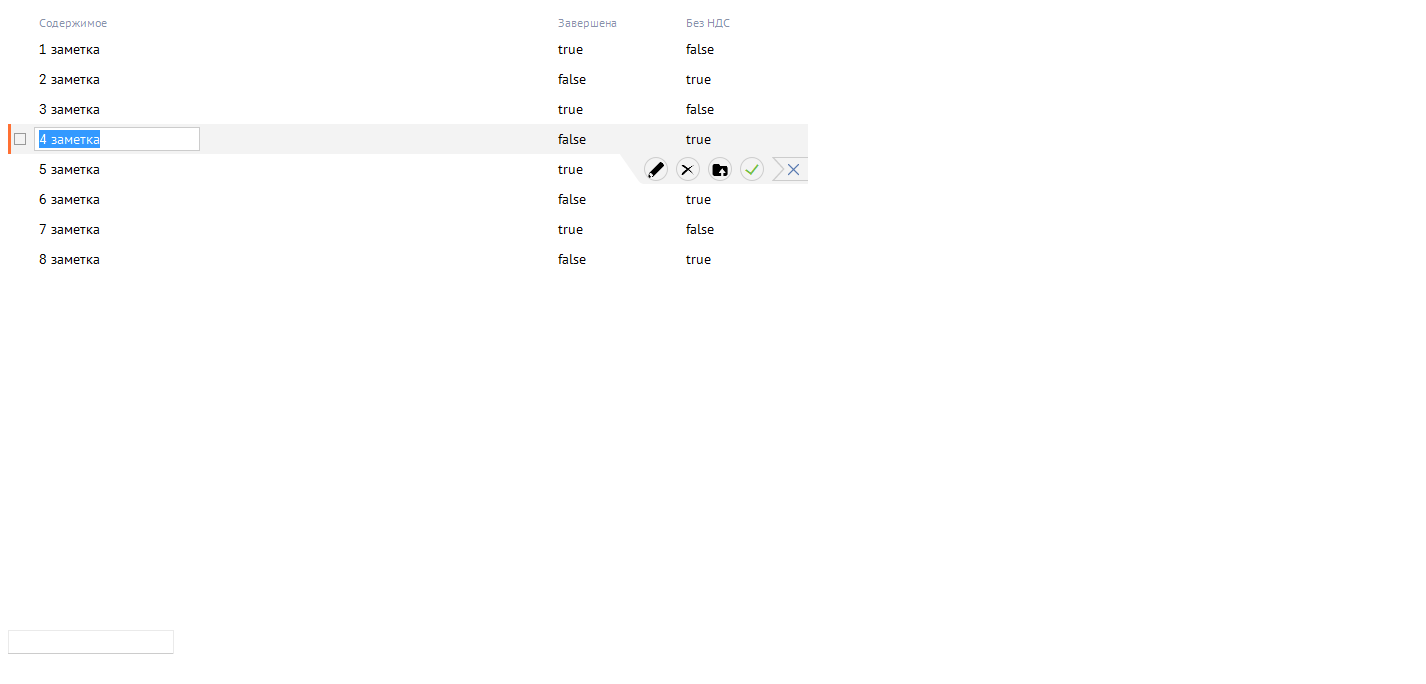 Содержимое Завершена Без НДС
1 заметка true false
2 заметка false true
3 заметка true false
4 заметка false true
5 заметка true
6 заметка false true
7 заметка true false
8 заметка false true